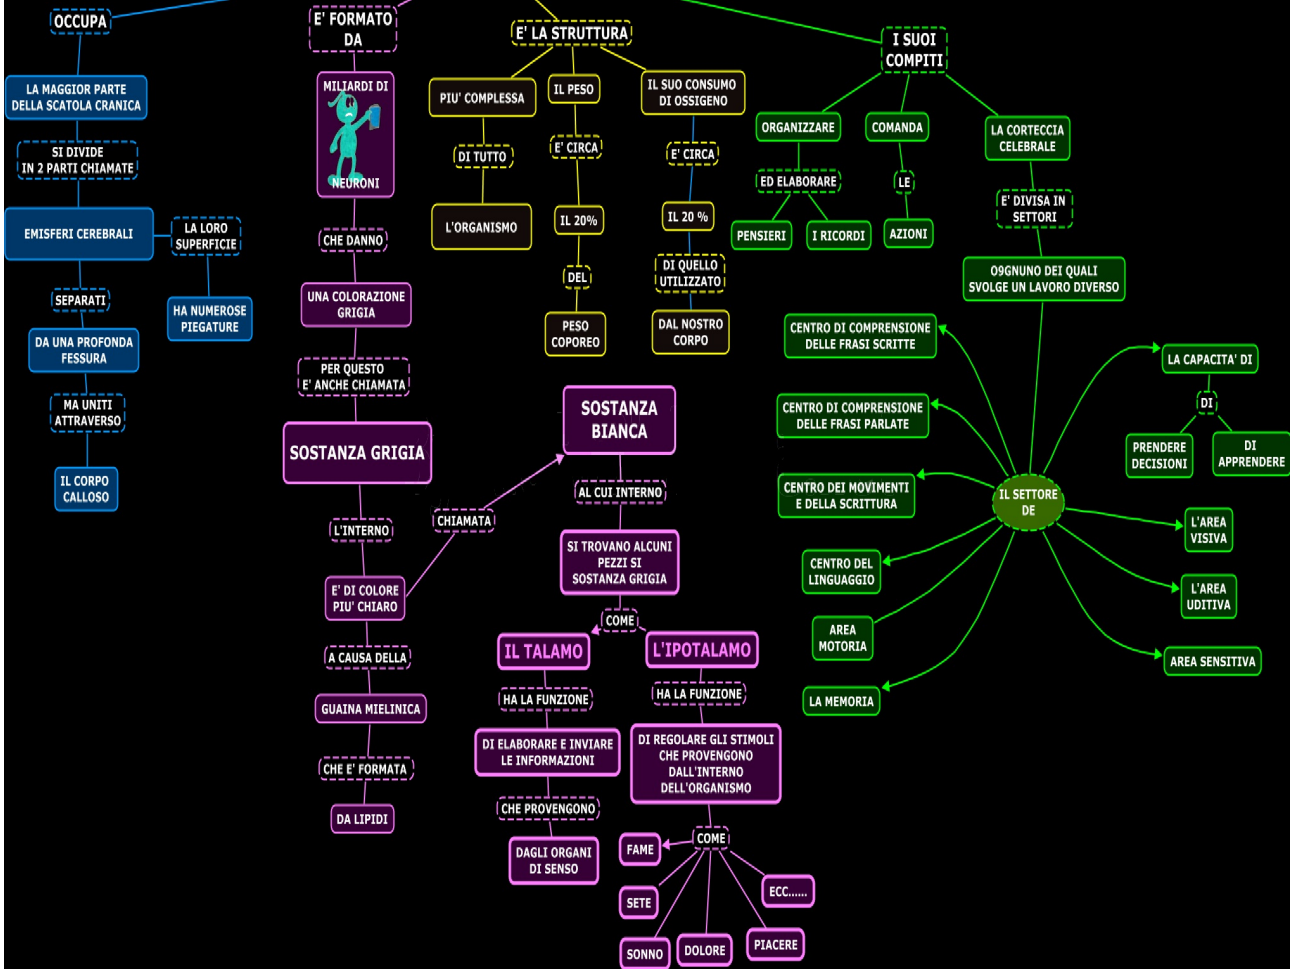 OCCUPA
LA MAGGIOR PARTE
DELLA SCATOLA CRANICA
SI DIVIDE
IN 2 PARTI CHIAMATE
EMISFERI CEREBRALI
LA LORO
SUPERFICIE
HA NUMEROSE
PIEGATURE
SEPARATI
DA UNA PROFONDA
FESSURA
MA UNITI
ATTRAVERSO
IL CORPO
CALLOSO
E' FORMATO
DA
MILIARDI DI
NEURONI
CHE DANNO
UNA COLORAZIONE
GRIGIA
PER QUESTO
E' ANCHE CHIAMATA
SOSTANZA GRIGIA
L'INTERNO
E' DI COLORE
PIU' CHIARO
A CAUSA DELLA
GUAINA MIELINICA
CHE E' FORMATA
DA LIPIDI
CHIAMATA
SOSTANZA
BIANCA
AL CUI INTERNO
SI TROVANO ALCUNI
PEZZI SI
SOSTANZA GRIGIA
COME
IL TALAMO
HA LA FUNZIONE
DI ELABORARE E INVIARE
LE INFORMAZIONI
CHE PROVENGONO
DAGLI ORGANI
DI SENSO
L'IPOTALAMO
HA LA FUNZIONE
DI REGOLARE GLI STIMOLI
CHE PROVENGONO
DALL'INTERNO
DELL'ORGANISMO
COME
FAME
SETE
SONNO
DOLORE
PIACERE
ECC......
E' LA STRUTTURA
PIU' COMPLESSA
DI TUTTO
L'ORGANISMO
IL PESO
E' CIRCA
IL 20%
DEL
PESO
COPOREO
IL SUO CONSUMO
DI OSSIGENO
E' CIRCA
IL 20 %
DI QUELLO
UTILIZZATO
DAL NOSTRO
CORPO
I SUOI
COMPITI
ORGANIZZARE
ED ELABORARE
PENSIERI
I RICORDI
COMANDA
LE
AZIONI
LA CORTECCIA
CELEBRALE
E' DIVISA IN
SETTORI
O9GNUNO DEI QUALI
SVOLGE UN LAVORO DIVERSO
IL SETTORE
DE
CENTRO DI COMPRENSIONE
DELLE FRASI SCRITTE
CENTRO DI COMPRENSIONE
DELLE FRASI PARLATE
CENTRO DEI MOVIMENTI
E DELLA SCRITTURA
CENTRO DEL
LINGUAGGIO
AREA
MOTORIA
LA MEMORIA
LA CAPACITA' DI
DI
PRENDERE
DECISIONI
DI
APPRENDERE
L'AREA
VISIVA
L'AREA
UDITIVA
AREA SENSITIVA